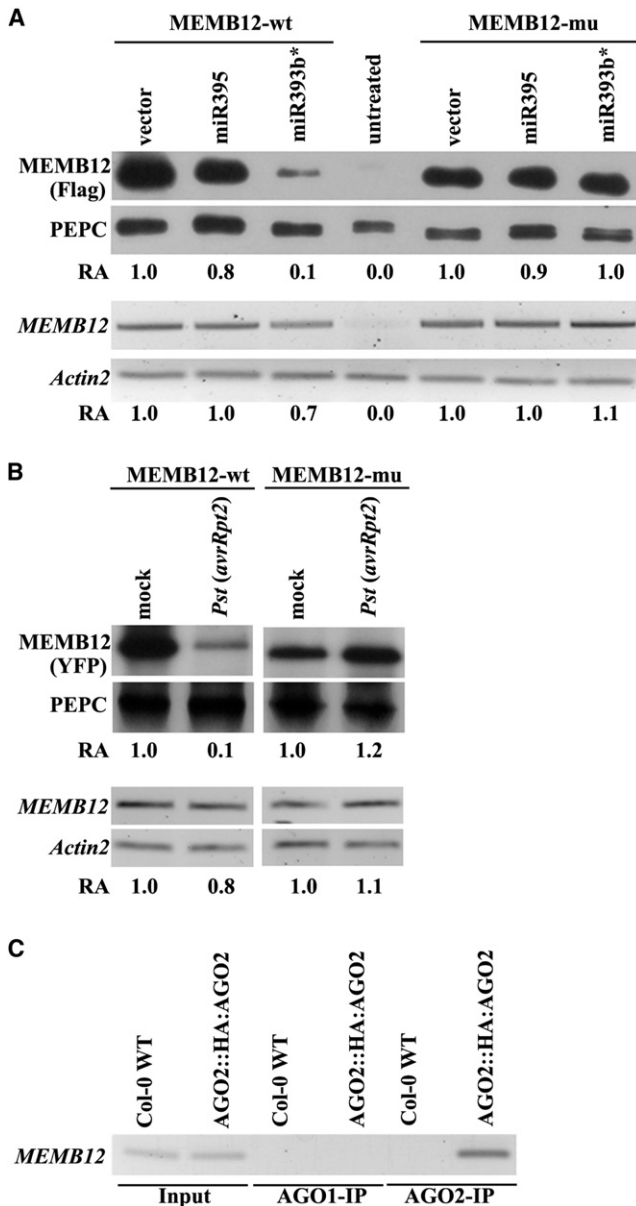 A
MEMB12-wt MEMB12-mu
vector miR395 miR393b* untreated vector miR395 miR393b*
MEMB12
(Flag)
PEPC
RA 1.0 0.8 0.1 0.0 1.0 0.9 1.0
MEMB12
Actin2
RA 1.0 1.0 0.7 0.0 1.0 1.0 1.1
B
MEMB12-wt MEMB12-mu
mock Pst (avrRpt2) mock Pst (avrRpt2)
MEMB12
(YFP)
PEPC
RA 1.0 0.1 1.0 1.2
MEMB12
Actin2
RA 1.0 0.8 1.0 1.1
C
Col-0 WT AGO2::HA:AGO2 Col-0 WT AGO2::HA:AGO2 Col-0 WT AGO2::HA:AGO2
MEMB12
Input AGO1-IP AGO2-IP